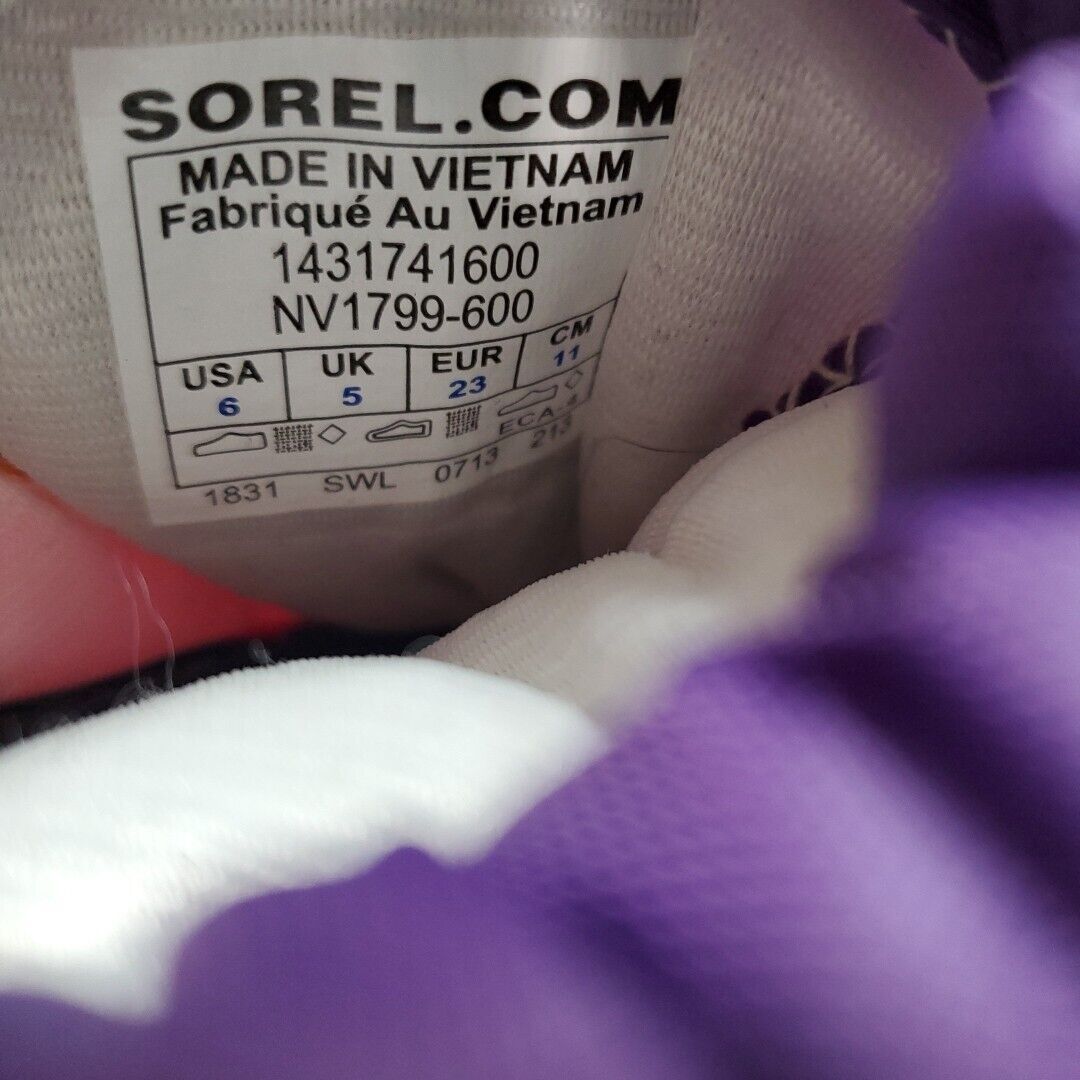 SOREL.COM
MADE IN VIETNAM
Fabriqué Au Vietnam
1431741600
NV1799-600
USA UK EUR CM
6 5 23 11
ECA 4
1831 SWL 0713 213